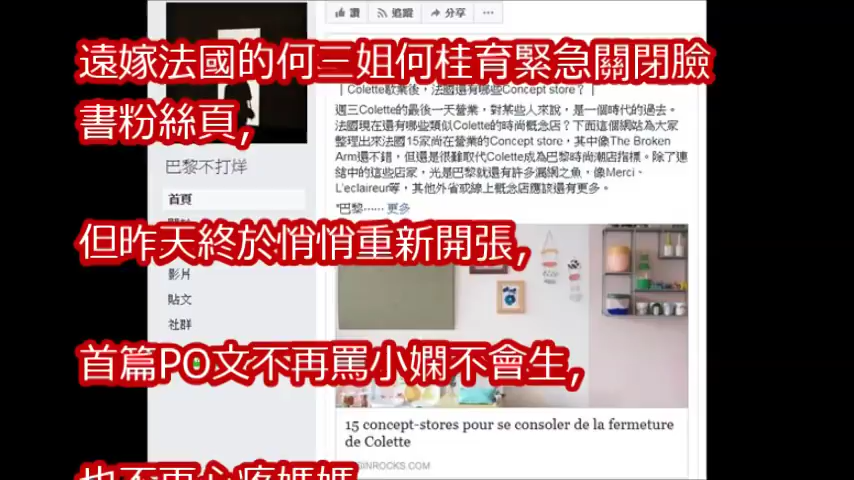 讚 追蹤 分享 ...
遠嫁法國的何三姐何桂育緊急關閉臉
書粉絲頁,
| Colette歇業後，法國還有哪些Concept store？ |
週三Colette的最後一天營業，對某些人來說，是一個時代的過去。
法國現在還有哪些類似Colette的時尚概念店？下面這個網站為大家
整理出來法國15家尚在營業的Concept store，其中像The Broken
Arm還不錯，但還是很難取代Colette成為巴黎時尚潮店指標。除了連
結中的這些店家，光是巴黎就還有許多漏網之魚，像Merci、
L'eclaireur等，其他外省或線上概念店應該還有更多。
"巴黎…… 更多
巴黎不打烊
首頁
但昨天終於悄悄重新開張,
影片
貼文
社群
首篇PO文不再罵小嫻不會生,
15 concept-stores pour se consoler de la fermeture
de Colette
INROCKS.COM
也不再心疼媽媽